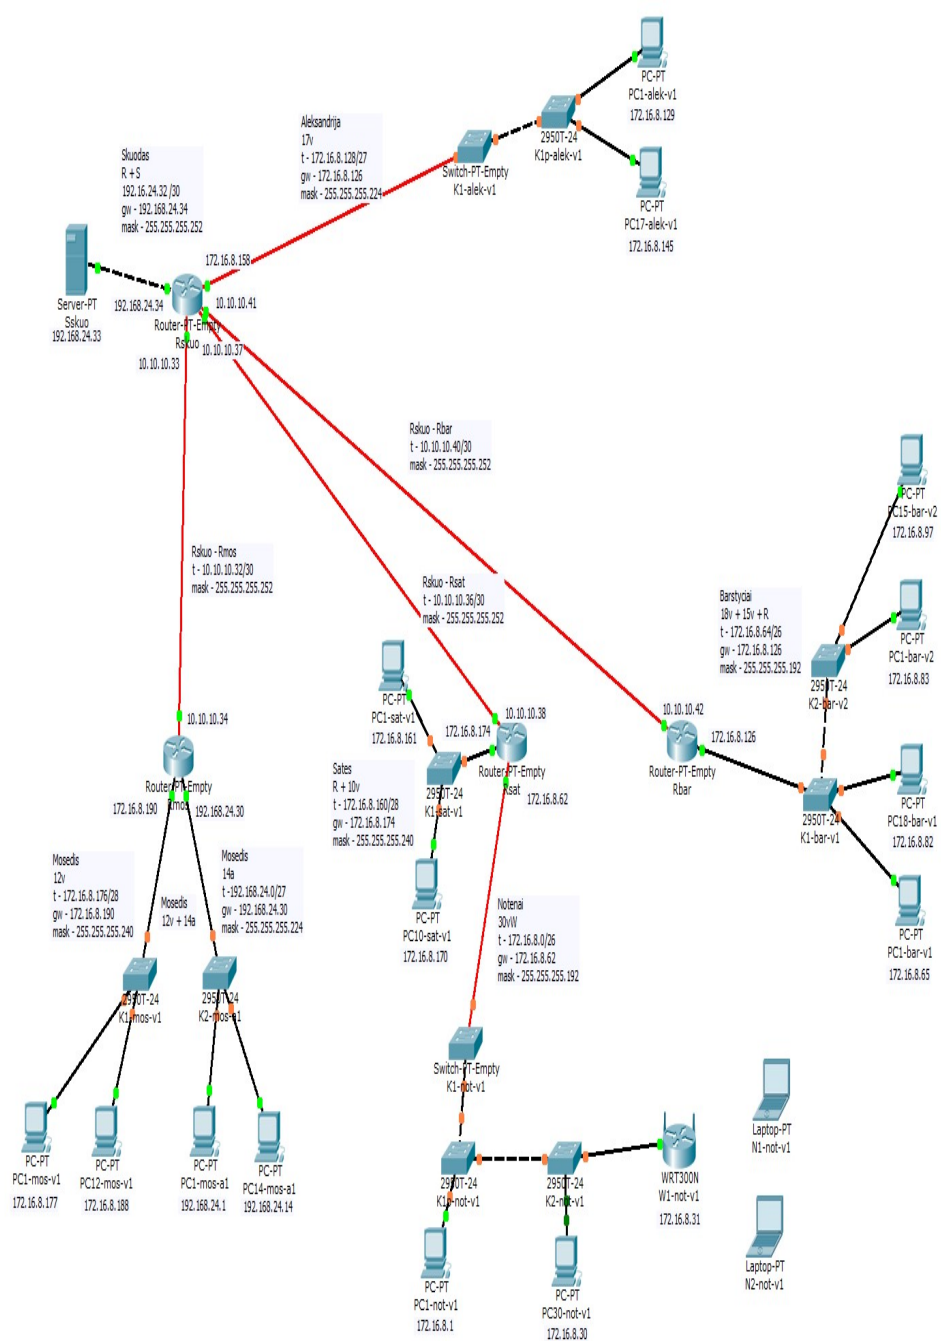 PC-PT
PC1-alek-v1
172.16.8.129
2950T-24
K1p-alek-v1
Aleksandrija
17v
t - 172.16.8.128/27
gw - 172.16.8.126
mask - 255.255.255.224
Switch-PT-Empty
K1-alek-v1
PC-PT
PC17-alek-v1
172.16.8.145
Skuodas
R + S
192.16.24.32 /30
gw - 192.168.24.34
mask - 255.255.255.252
172.16.8.158
Server-PT
Sskuo
192.168.24.33
192.168.24.34
10.10.10.41
Router-PT-Empty
Rskuo
10.10.10.33
10.10.10.37
Rskuo - Rbar
t - 10.10.10.40/30
mask - 255.255.255.252
PC-PT
PC15-bar-v2
172.16.8.97
Rskuo - Rmos
t - 10.10.10.32/30
mask - 255.255.255.252
Rskuo - Rsat
t - 10.10.10.36/30
mask - 255.255.255.252
Barstyciai
18v + 15v + R
t - 172.16.8.64/26
gw - 172.16.8.126
mask - 255.255.255.192
PC-PT
PC1-bar-v2
172.16.8.83
2950T-24
K2-bar-v2
PC-PT
PC1-sat-v1
172.16.8.161
10.10.10.34
172.16.8.174
10.10.10.38
10.10.10.42
172.16.8.126
Router-PT-Empty
Rmos
172.16.8.190
192.168.24.30
Sates
R + 10v
t - 172.16.8.160/28
gw - 172.16.8.174
mask - 255.255.255.240
2950T-24
K1-sat-v1
Router-PT-Empty
Rsat
172.16.8.62
Router-PT-Empty
Rbar
2950T-24
K1-bar-v1
PC-PT
PC18-bar-v1
172.16.8.82
Mosedis
12v
t - 172.16.8.176/28
gw - 172.16.8.190
mask - 255.255.255.240
Mosedis
12v + 14a
Mosedis
14a
t -192.168.24.0/27
gw - 192.168.24.30
mask - 255.255.255.224
PC-PT
PC10-sat-v1
172.16.8.170
Notenai
30vW
t - 172.16.8.0/26
gw - 172.16.8.62
mask - 255.255.255.192
PC-PT
PC1-bar-v1
172.16.8.65
2950T-24
K1-mos-v1
2950T-24
K2-mos-a1
Switch-PT-Empty
K1-not-v1
Laptop-PT
N1-not-v1
PC-PT
PC1-mos-v1
172.16.8.177
PC-PT
PC12-mos-v1
172.16.8.188
PC-PT
PC1-mos-a1
192.168.24.1
PC-PT
PC14-mos-a1
192.168.24.14
2950T-24
K1p-not-v1
2950T-24
K2-not-v1
WRT300N
W1-not-v1
172.16.8.31
PC-PT
PC1-not-v1
172.16.8.1
PC-PT
PC30-not-v1
172.16.8.30
Laptop-PT
N2-not-v1